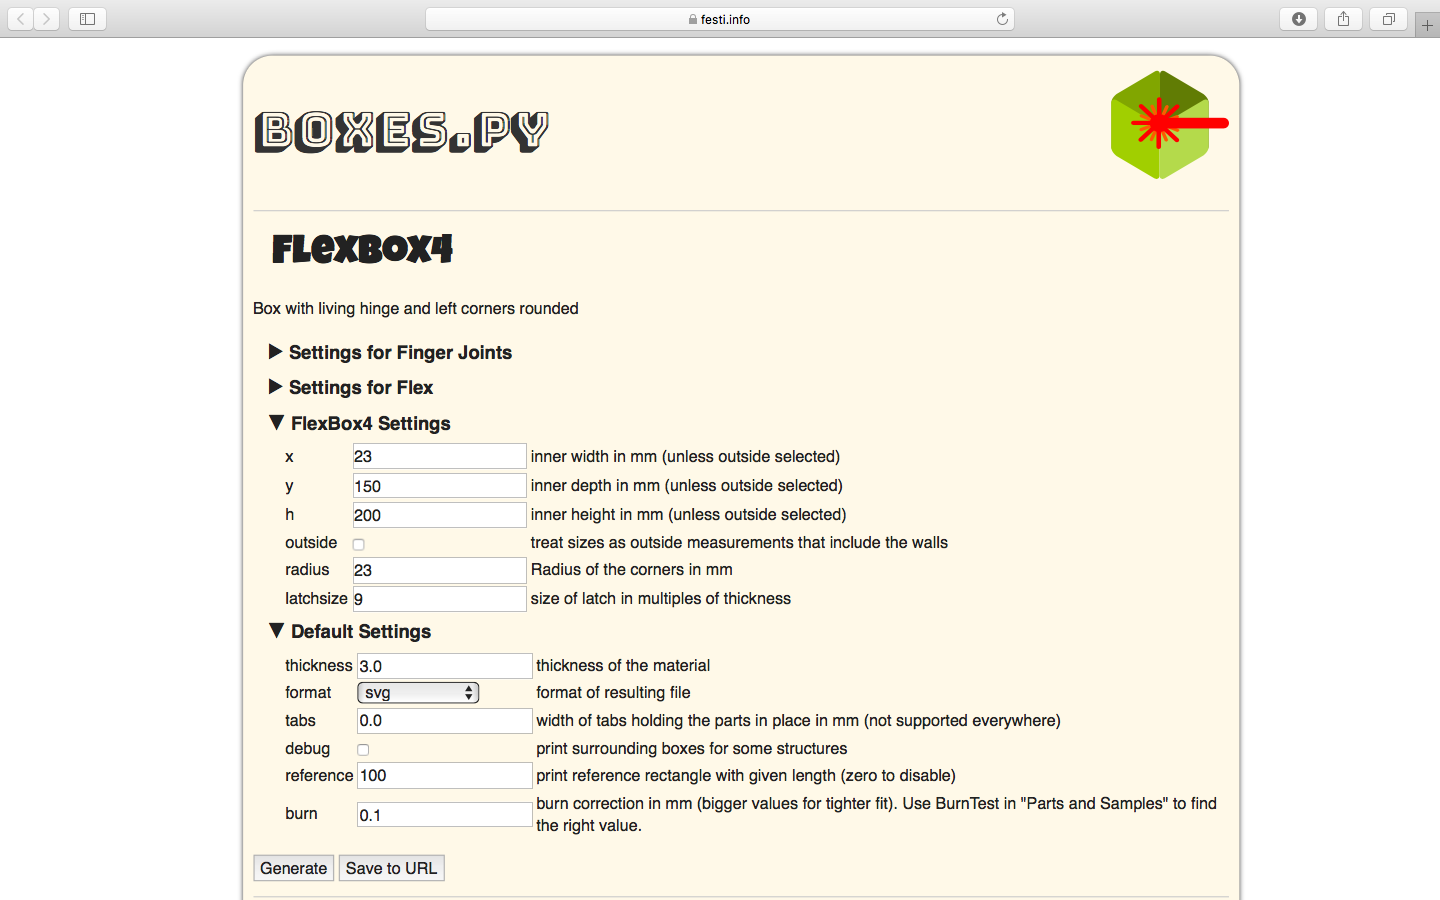 festi.info
BOXES.PY
FLexBox4
Box with living hinge and left corners rounded
Settings for Finger Joints
Settings for Flex
FlexBox4 Settings
x 23 inner width in mm (unless outside selected)
y 150 inner depth in mm (unless outside selected)
h 200 inner height in mm (unless outside selected)
outside treat sizes as outside measurements that include the walls
radius 23 Radius of the corners in mm
latchsize 9 size of latch in multiples of thickness
Default Settings
thickness 3.0 thickness of the material
format svg format of resulting file
tabs 0.0 width of tabs holding the parts in place in mm (not supported everywhere)
debug print surrounding boxes for some structures
reference 100 print reference rectangle with given length (zero to disable)
burn 0.1 burn correction in mm (bigger values for tighter fit). Use BurnTest in "Parts and Samples" to find
the right value.
Generate Save to URL